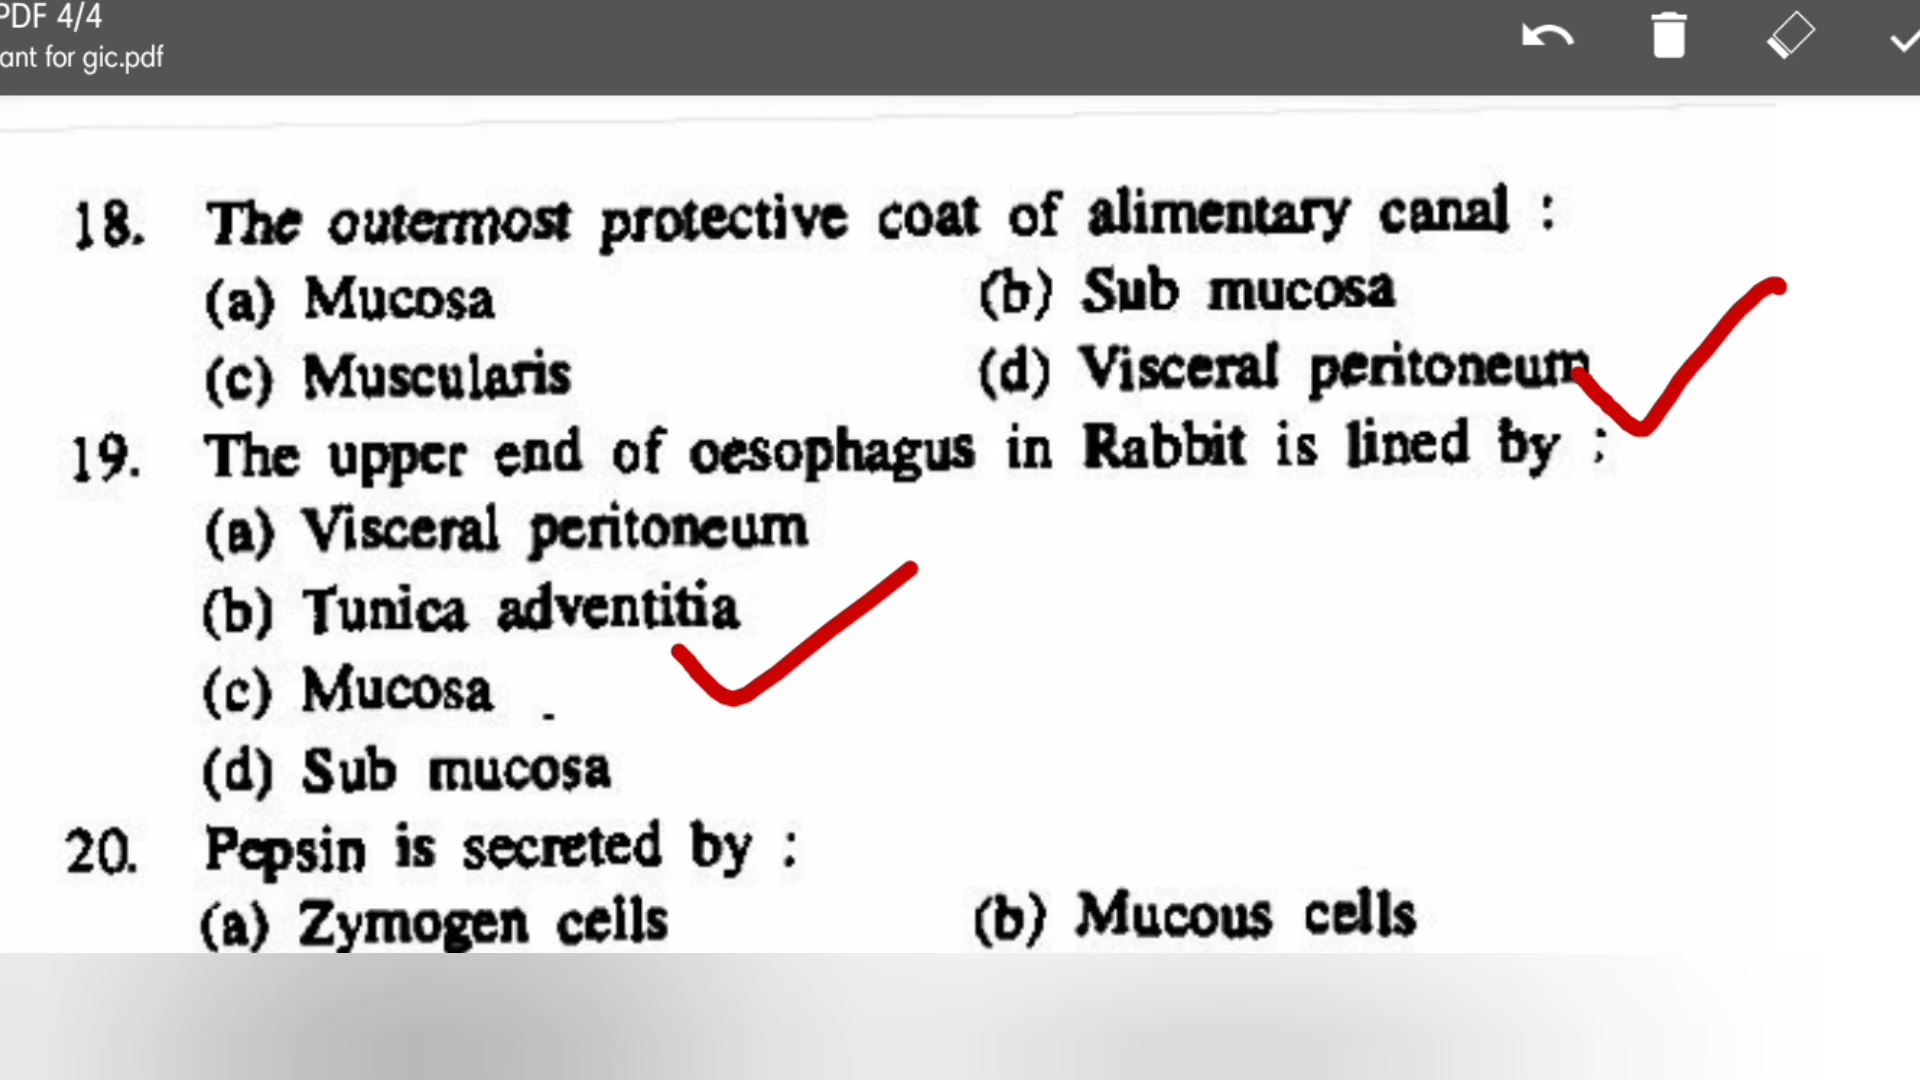 PDF 4/4
ant for gic.pdf
18. The outermost protective coat of alimentary canal :
(a) Mucosa (b) Sub mucosa
(c) Muscularis (d) Visceral peritoneum
19. The upper end of oesophagus in Rabbit is lined by :
(a) Visceral peritoneum
(b) Tunica adventitia
(c) Mucosa
(d) Sub mucosa
20. Pepsin is secreted by :
(a) Zymogen cells (b) Mucous cells